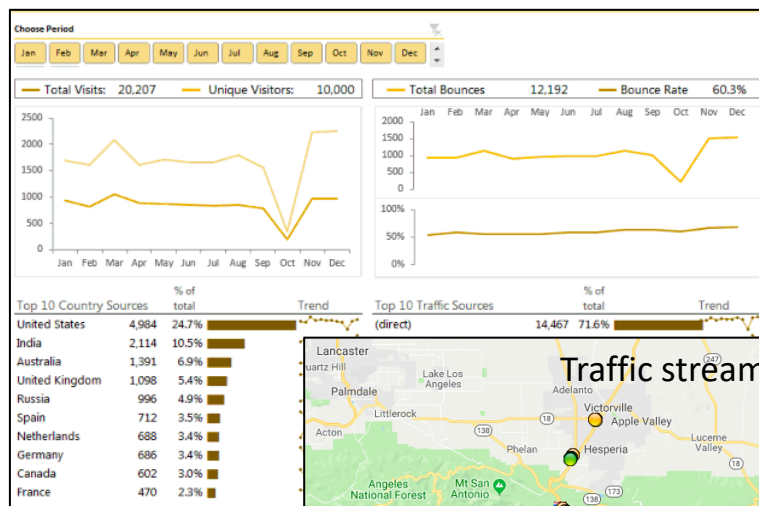 Choose Period
Jan Feb Mar Apr May Jun Jul Aug Sep Oct Nov Dec
Total Visits: 20,207 Unique Visitors: 10,000
Total Bounces 12,192 Bounce Rate 60.3%
2500
2000
1500
1000
500
0
Jan Feb Mar Apr May Jun Jul Aug Sep Oct Nov Dec
Jan Feb Mar Apr May Jun Jul Aug Sep Oct Nov Dec
2000
1500
1000
500
0
100%
50%
0%
Top 10 Country Sources % of total Trend
United States 4,984 24.7%
India 2,114 10.5%
Australia 1,391 6.9%
United Kingdom 1,098 5.4%
Russia 996 4.9%
Spain 712 3.5%
Netherlands 688 3.4%
Germany 686 3.4%
Canada 602 3.0%
France 470 2.3%
Top 10 Traffic Sources % of total Trend
(direct) 14,467 71.6%
Traffic stream
Lancaster
uartz Hill
Palmdale
Lake Los
Angeles
Adelanto
247
Littlerock
18
Victorville
Apple Valley
Acton
138
Phelan
Hesperia
Lucerne
Valley
18
Angeles
National Forest
Mt San
Antonio
138
173